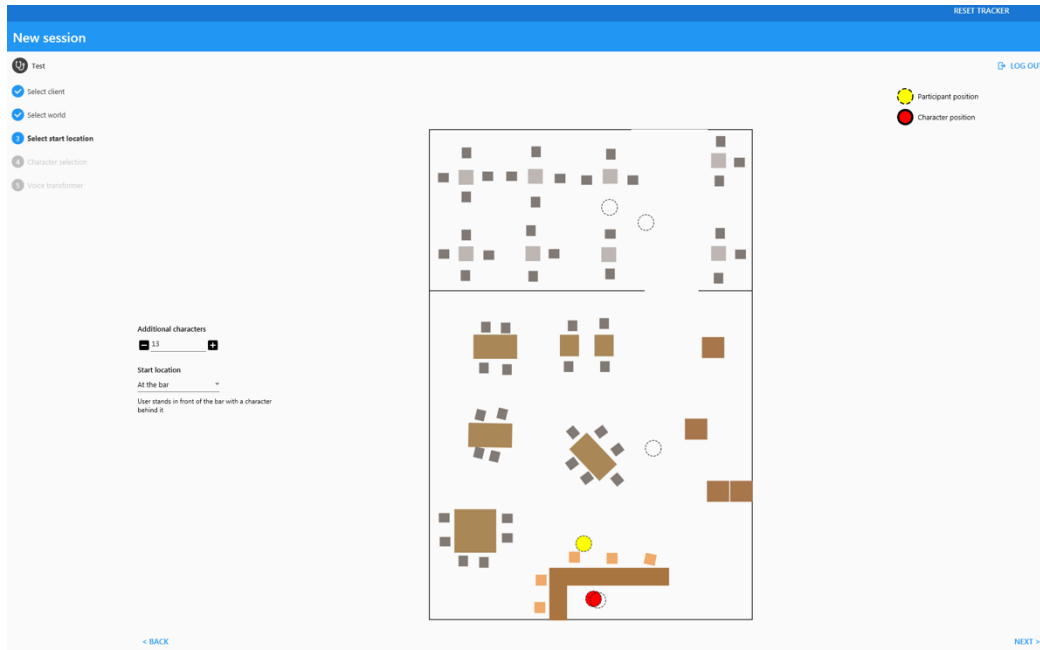 RESET TRACKER
New session
Test
LOG OUT
Select client
Select world
3 Select start location
4 Character selection
5 Voice transformer
Participant position
Character position
Additional characters
13
Start location
At the bar
User stands in front of the bar with a character
behind it
< BACK
NEXT >